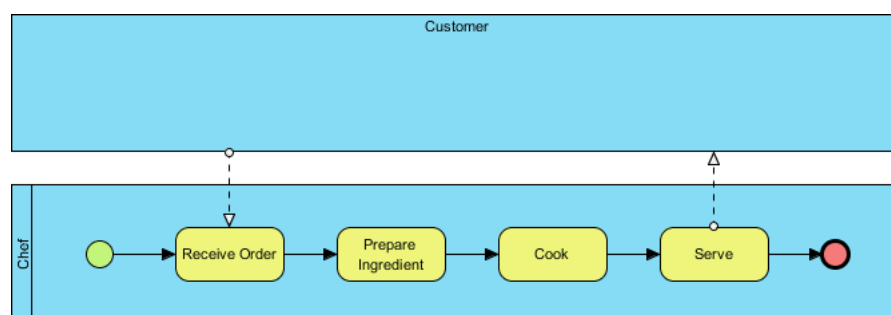 Customer
Chef
Receive Order
Prepare
Ingredient
Cook
Serve